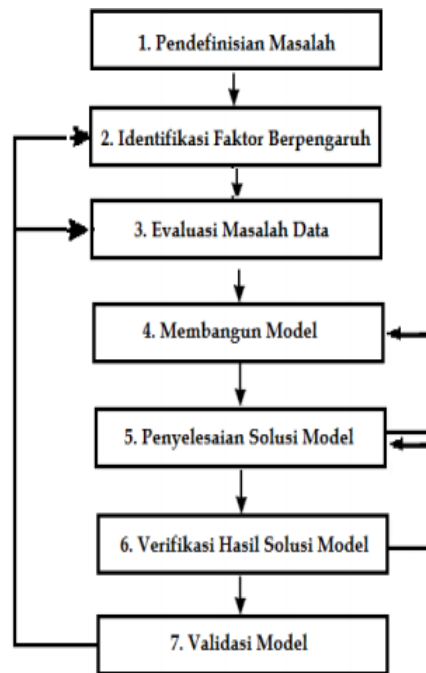 1. Pendefinisian Masalah
2. Identifikasi Faktor Berpengaruh
3. Evaluasi Masalah Data
4. Membangun Model
5. Penyelesaian Solusi Model
6. Verifikasi Hasil Solusi Model
7. Validasi Model